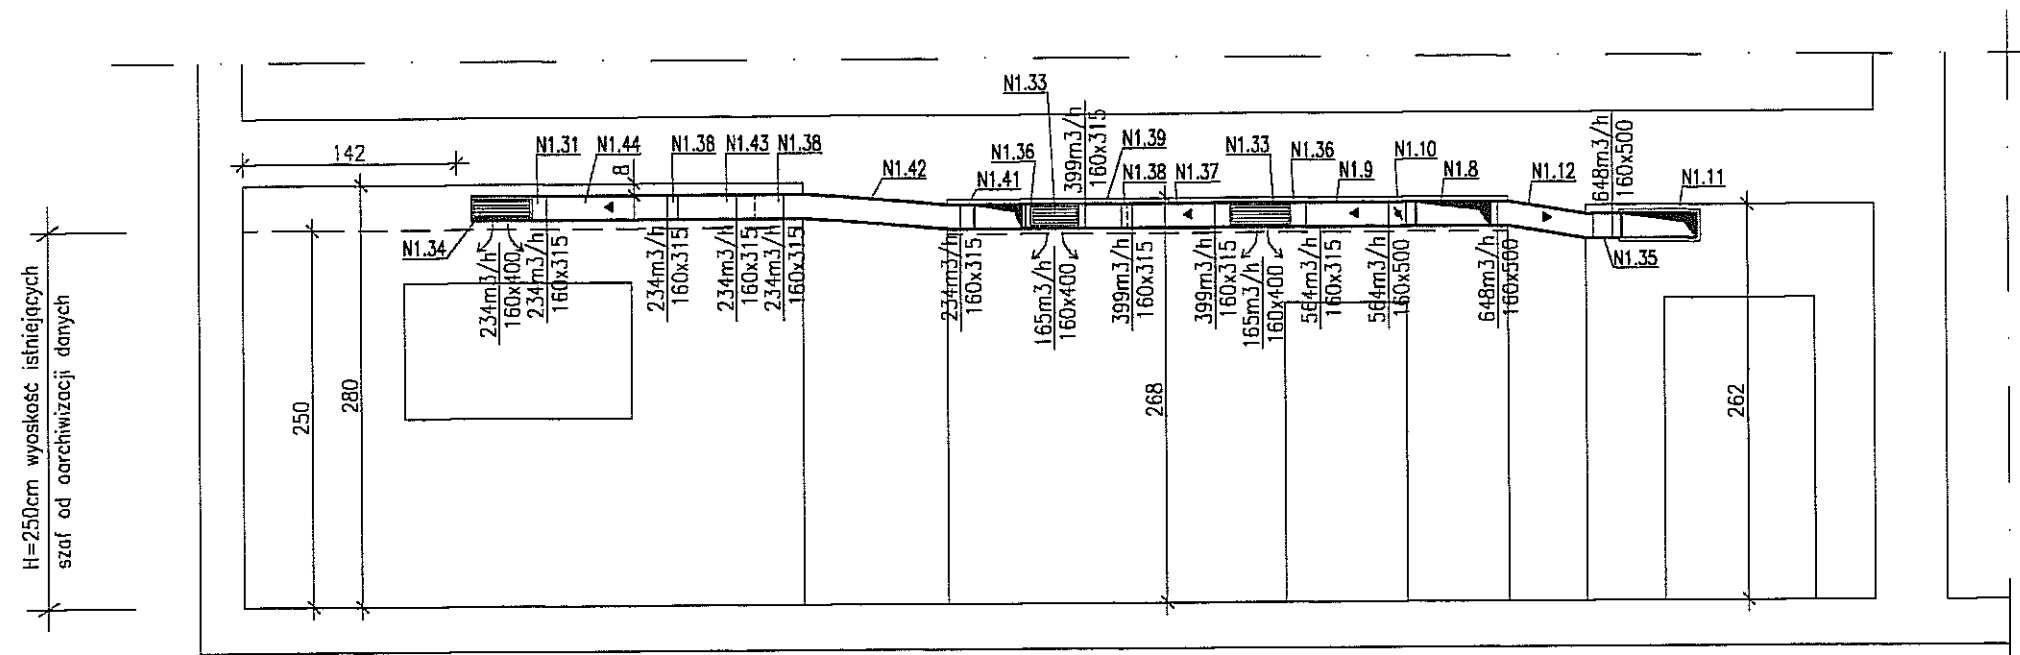 N1.33
142
N1.31
N1.44
8
N1.38
N1.43
N1.38
N1.42
N1.36
N1.41
399m3/h
160x315
N1.39
N1.38
N1.37
N1.33
N1.36
N1.9
N1.10
N1.8
N1.12
648m3/h
160x500
N1.11
N1.34
N1.35
234m3/h
160x400
234m3/h
160x315
234m3/h
160x315
234m3/h
160x315
234m3/h
160x315
234m3/h
160x315
165m3/h
160x400
399m3/h
160x315
399m3/h
160x315
165m3/h
160x400
564m3/h
160x315
564m3/h
160x500
648m3/h
160x500
H=250cm wyoskość istniejących
szaf od aarchiwizacji danych
250
280
268
262